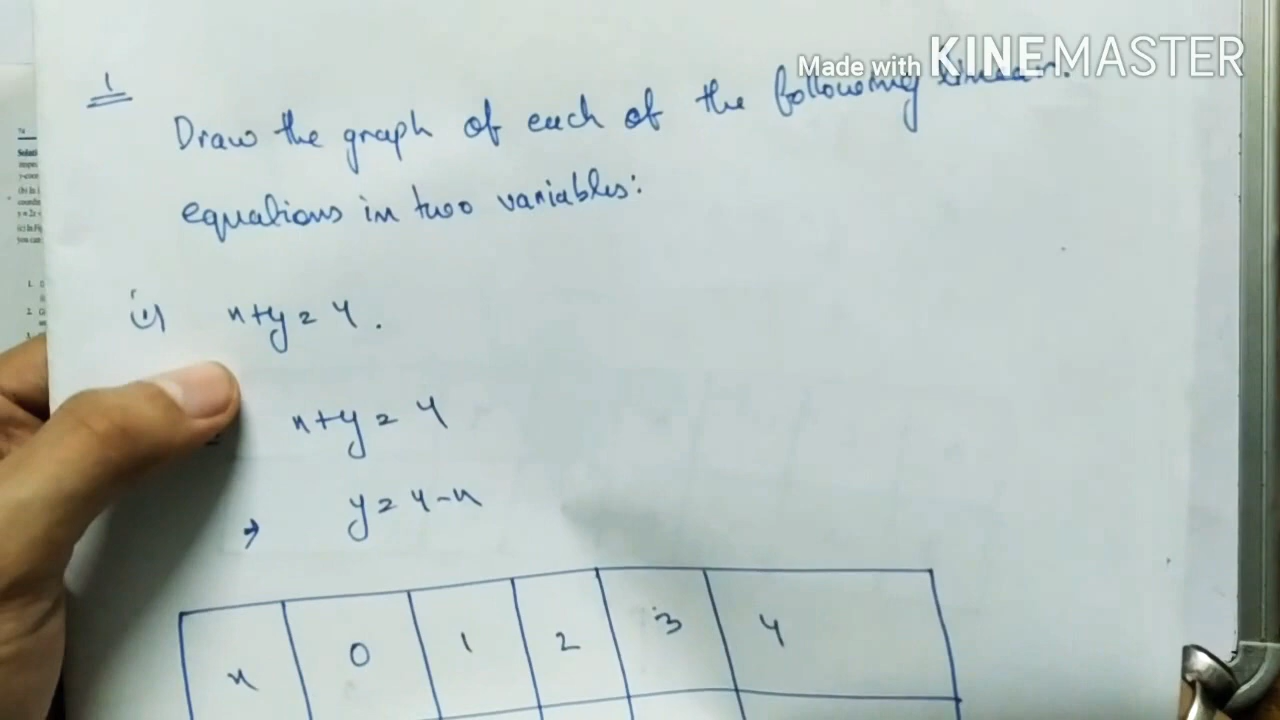 Made with KINEMASTER
1
Draw the graph of each of the following linear
equations in two variables:
(i) x+y=4.
x+y=4
→ y=4-x
x 0 1 2 3 4